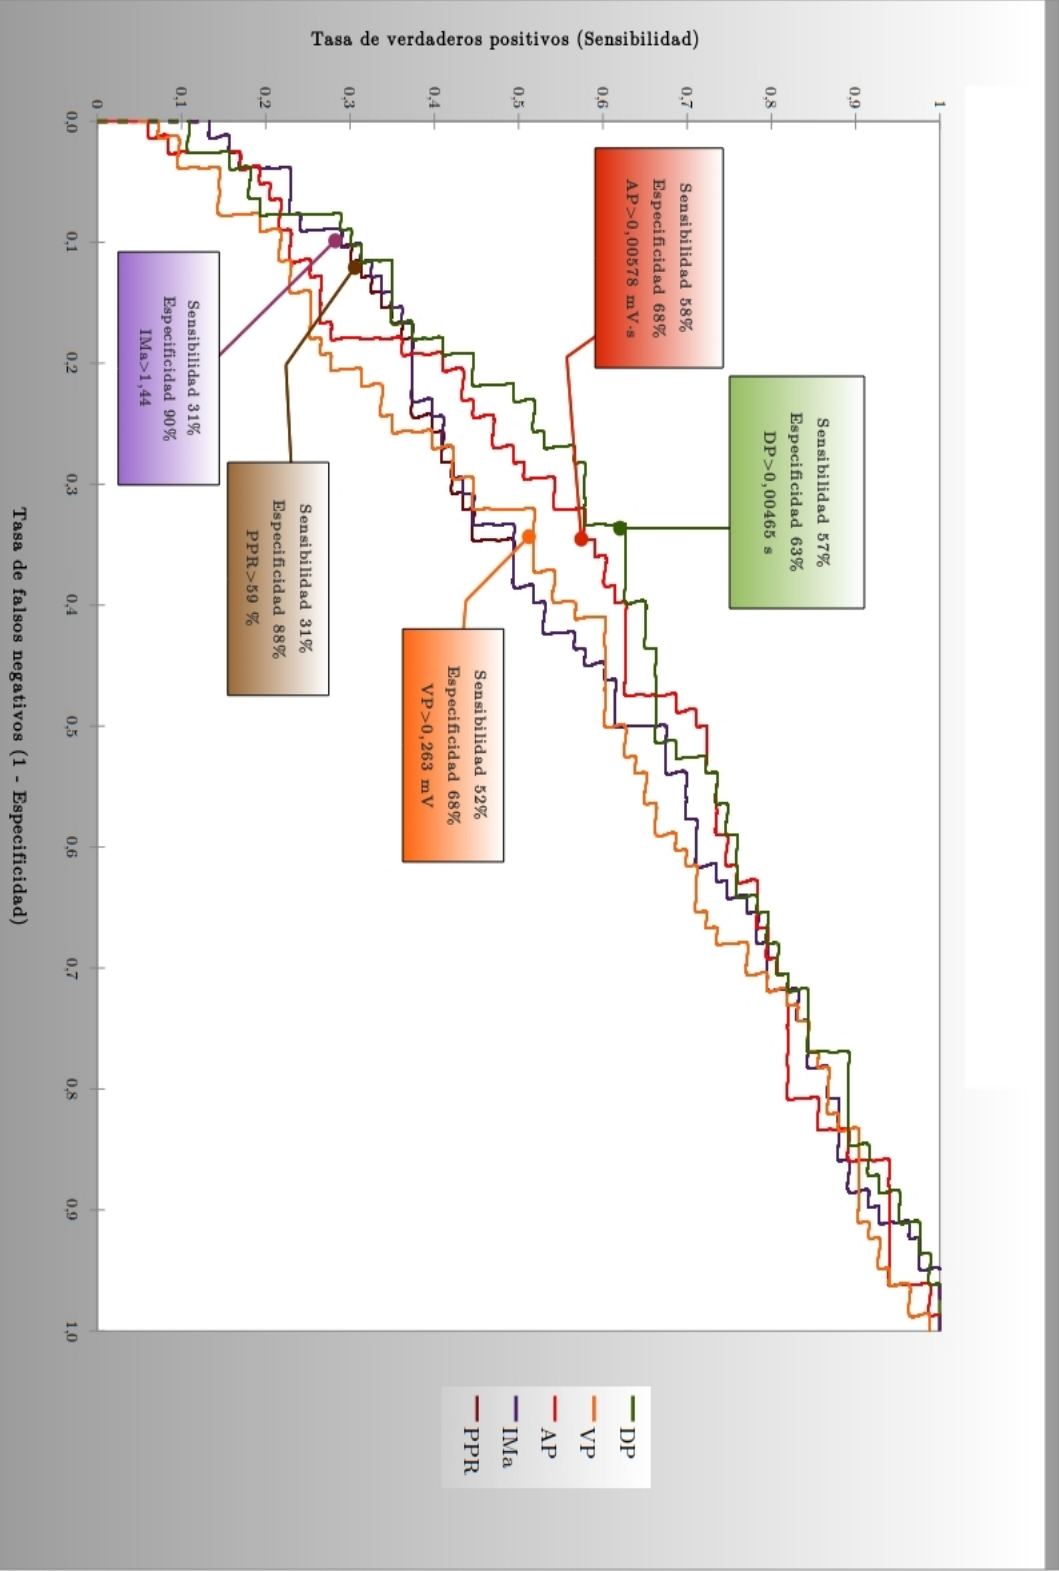 Tasa de verdaderos positivos (Sensibilidad)
1
0,9
0,8
0,7
0,6
0,5
0,4
0,3
0,2
0,1
0
0,0
0,1
0,2
0,3
0,4
0,5
0,6
0,7
0,8
0,9
1,0
Sensibilidad 57%
Especificidad 63%
DP>0,00465 s
Sensibilidad 58%
Especificidad 68%
AP>0,00578 mV·s
Sensibilidad 52%
Especificidad 68%
VP>0,263 mV
Sensibilidad 31%
Especificidad 88%
PPR>59 %
Sensibilidad 31%
Especificidad 90%
IMa>1,44
Tasa de falsos negativos (1 - Especificidad)
DP
VP
AP
IMa
PPR